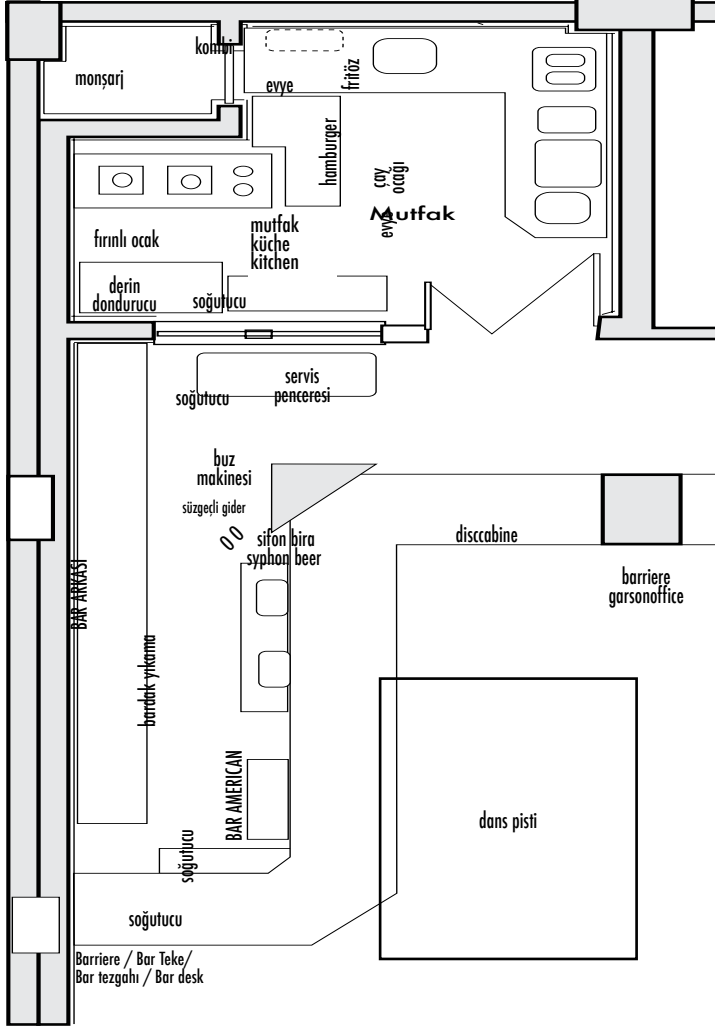 kombi
monşarj
evye
fritöz
hamburger
çay
ocağı
evye
Mutfak
fırınlı ocak
mutfak
küche
kitchen
derin
dondurucu
soğutucu
servis
penceresi
soğutucu
buz
makinesi
süzgeçli gider
sifon bira
syphon beer
disccabine
barriere
garsonoffice
BAR ARKASI
bardak yıkama
BAR AMERICAN
dans pisti
soğutucu
soğutucu
Barriere / Bar Teke/
Bar tezgahı / Bar desk